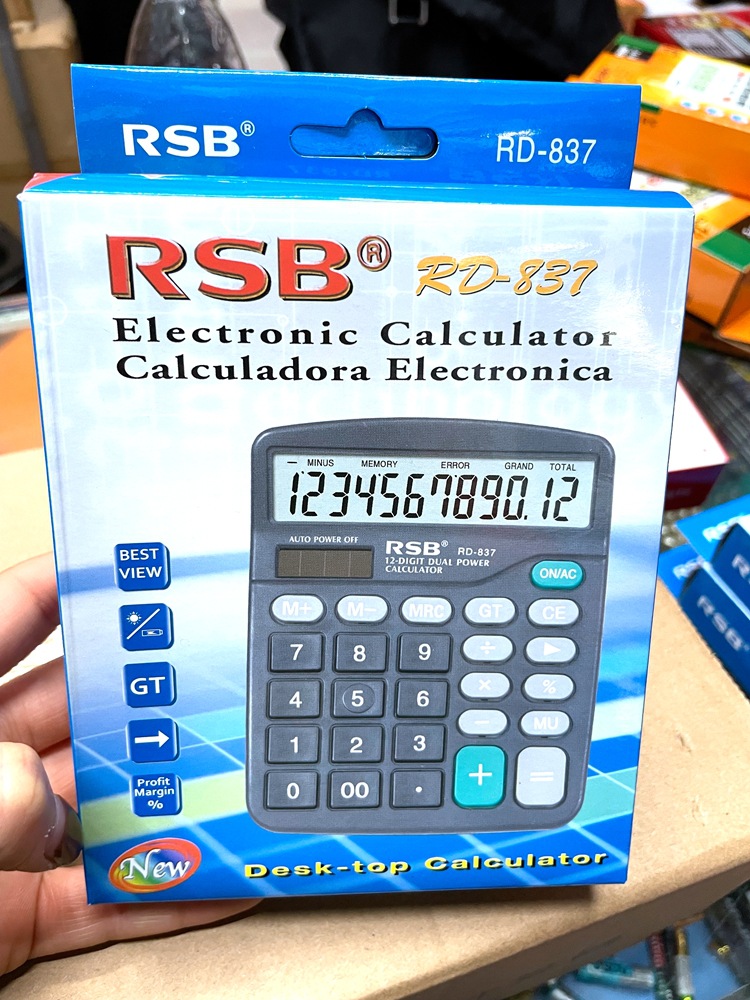 RSB® RD-837
RSB® RD-837
Electronic Calculator
Calculadora Electronica
— MINUS MEMORY ERROR GRAND TOTAL
1234567890.12
AUTO POWER OFF
RSB® RD-837
12-DIGIT DUAL POWER
CALCULATOR
ON/AC
M+ M− MRC GT CE
7 8 9 ÷ ▶
4 5 6 × %
1 2 3 − MU
0 00 . + =
BEST
VIEW
GT
→
Profit
Margin
%
New
Desk-top Calculator
RSB